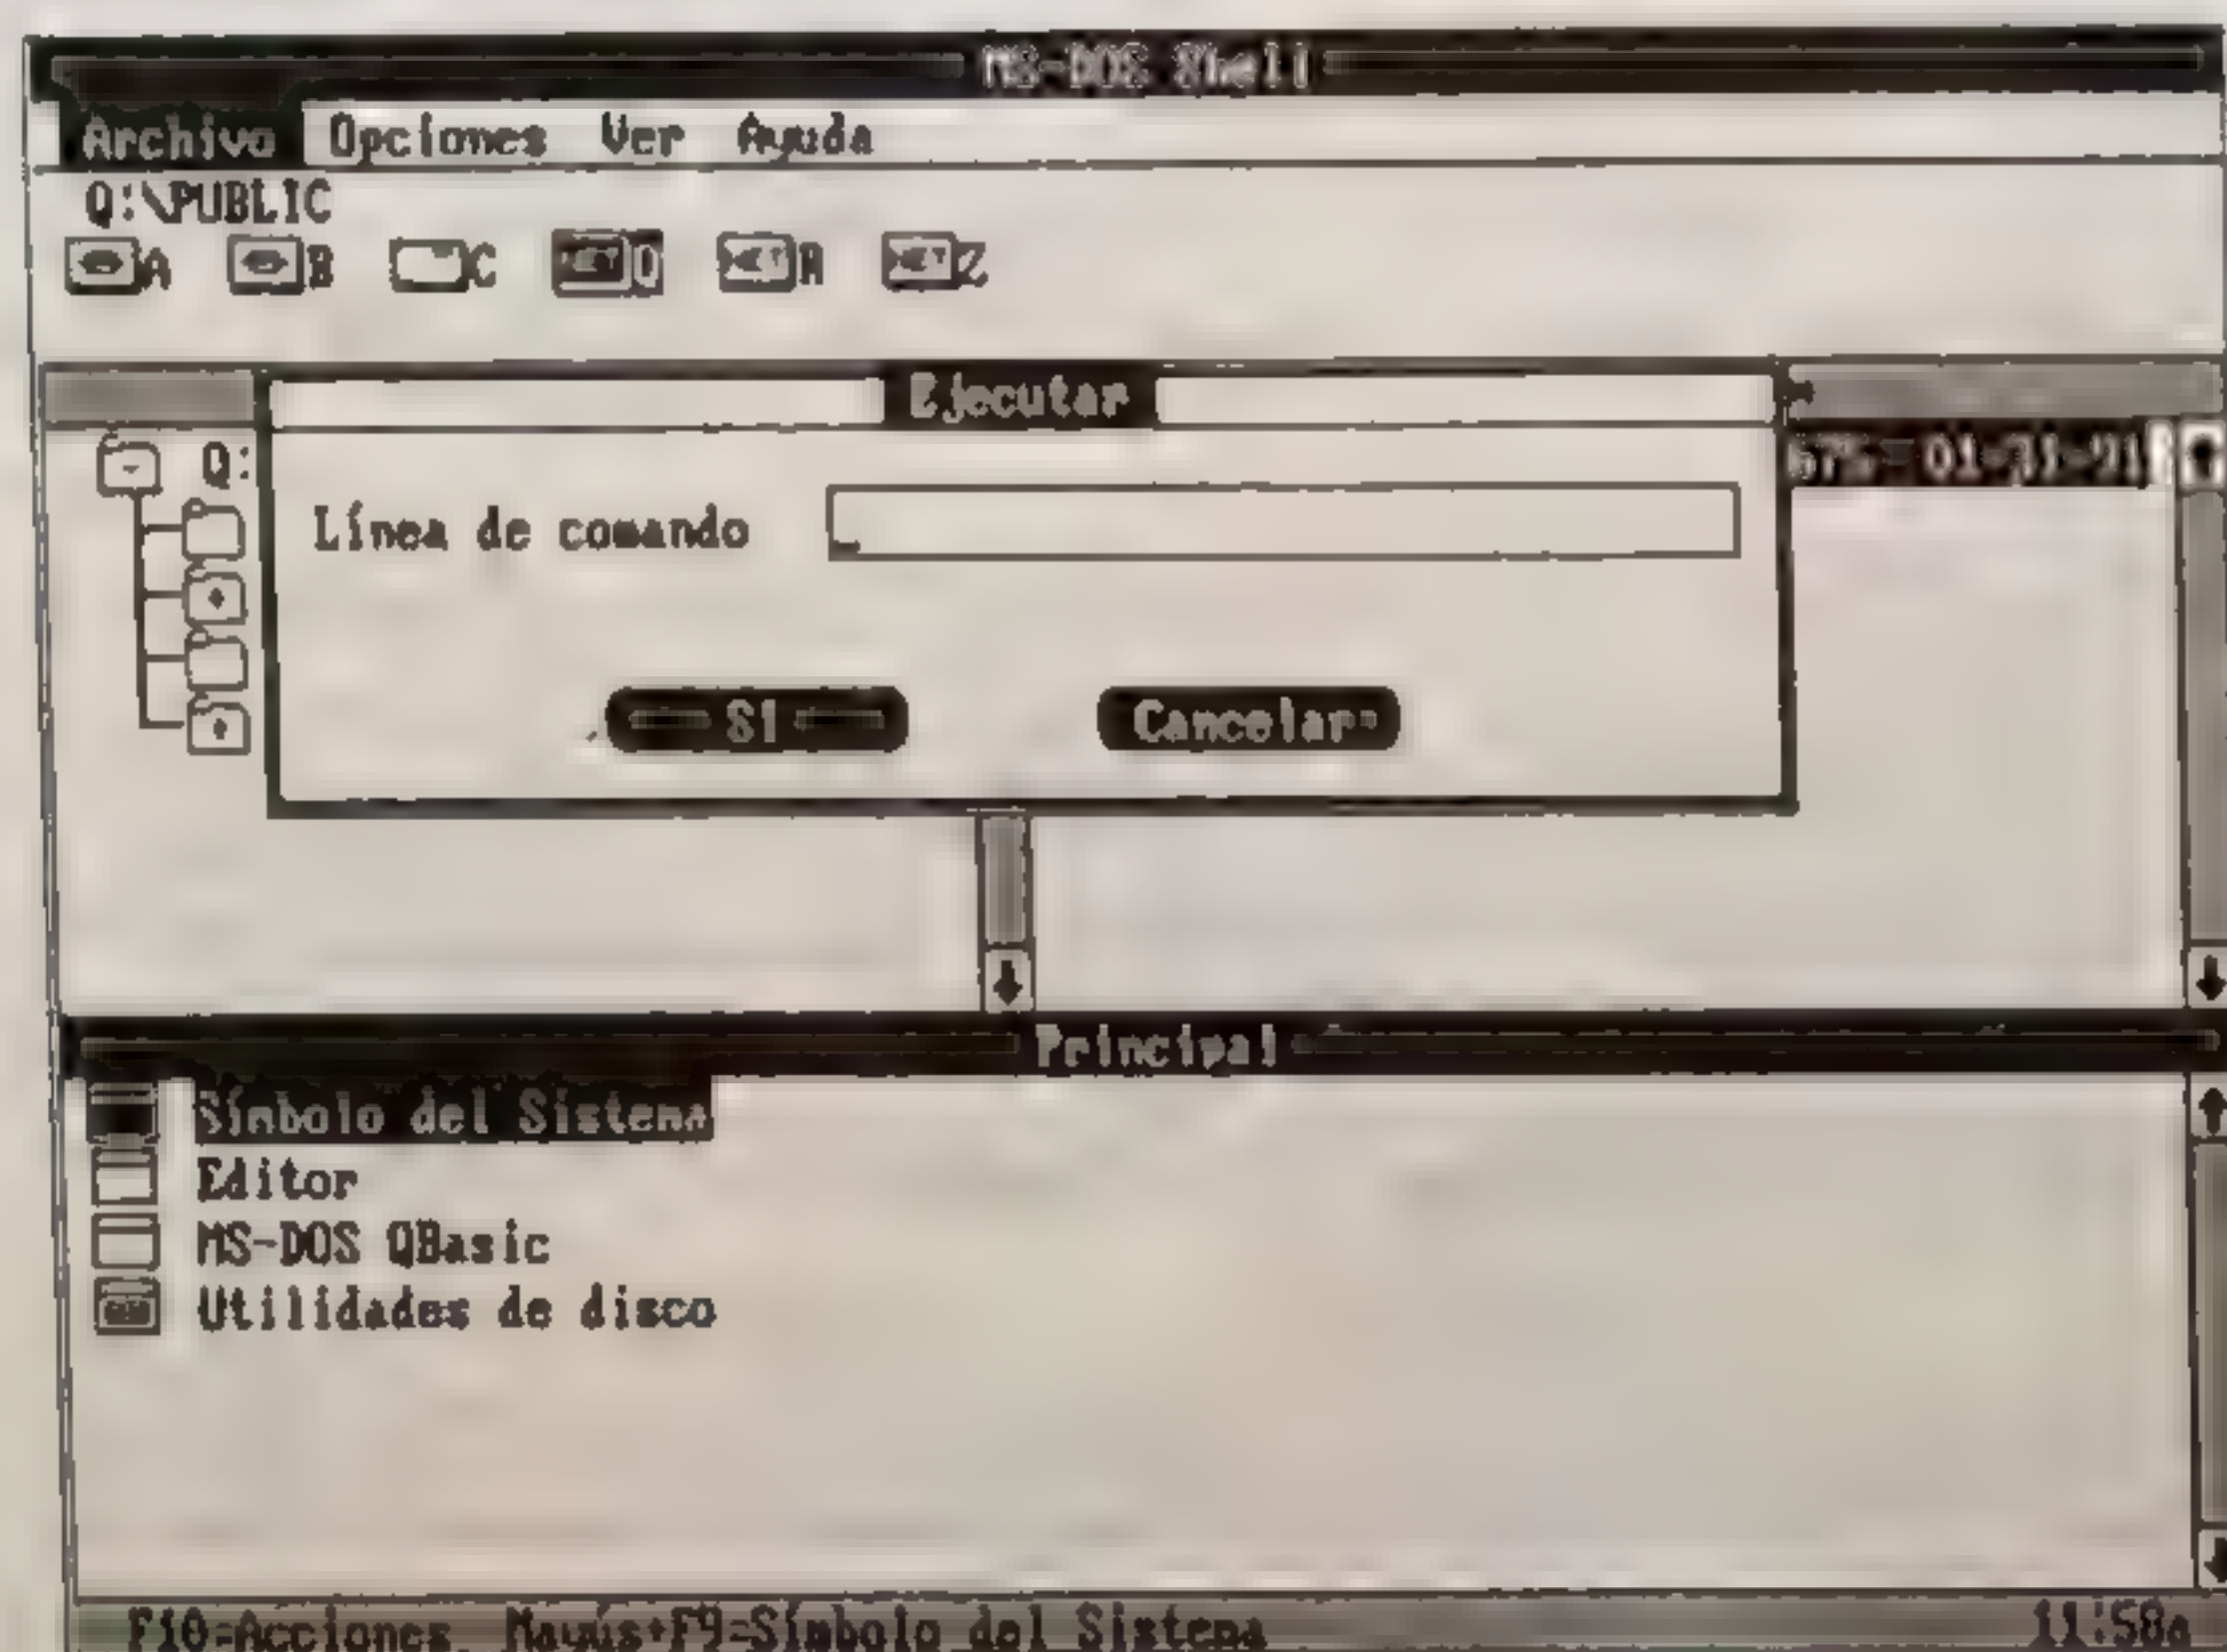 MS-DOS Shell
Archivo Opciones Ver Ayuda
Q:\PUBLIC
A B C Q R Z
Ejecutar
Q:
Línea de comando
Sí Cancelar
Principal
Símbolo del Sistema
Editor
MS-DOS QBasic
Utilidades de disco
F10=Acciones Mayús+F9=Símbolo del Sistema 11:58a